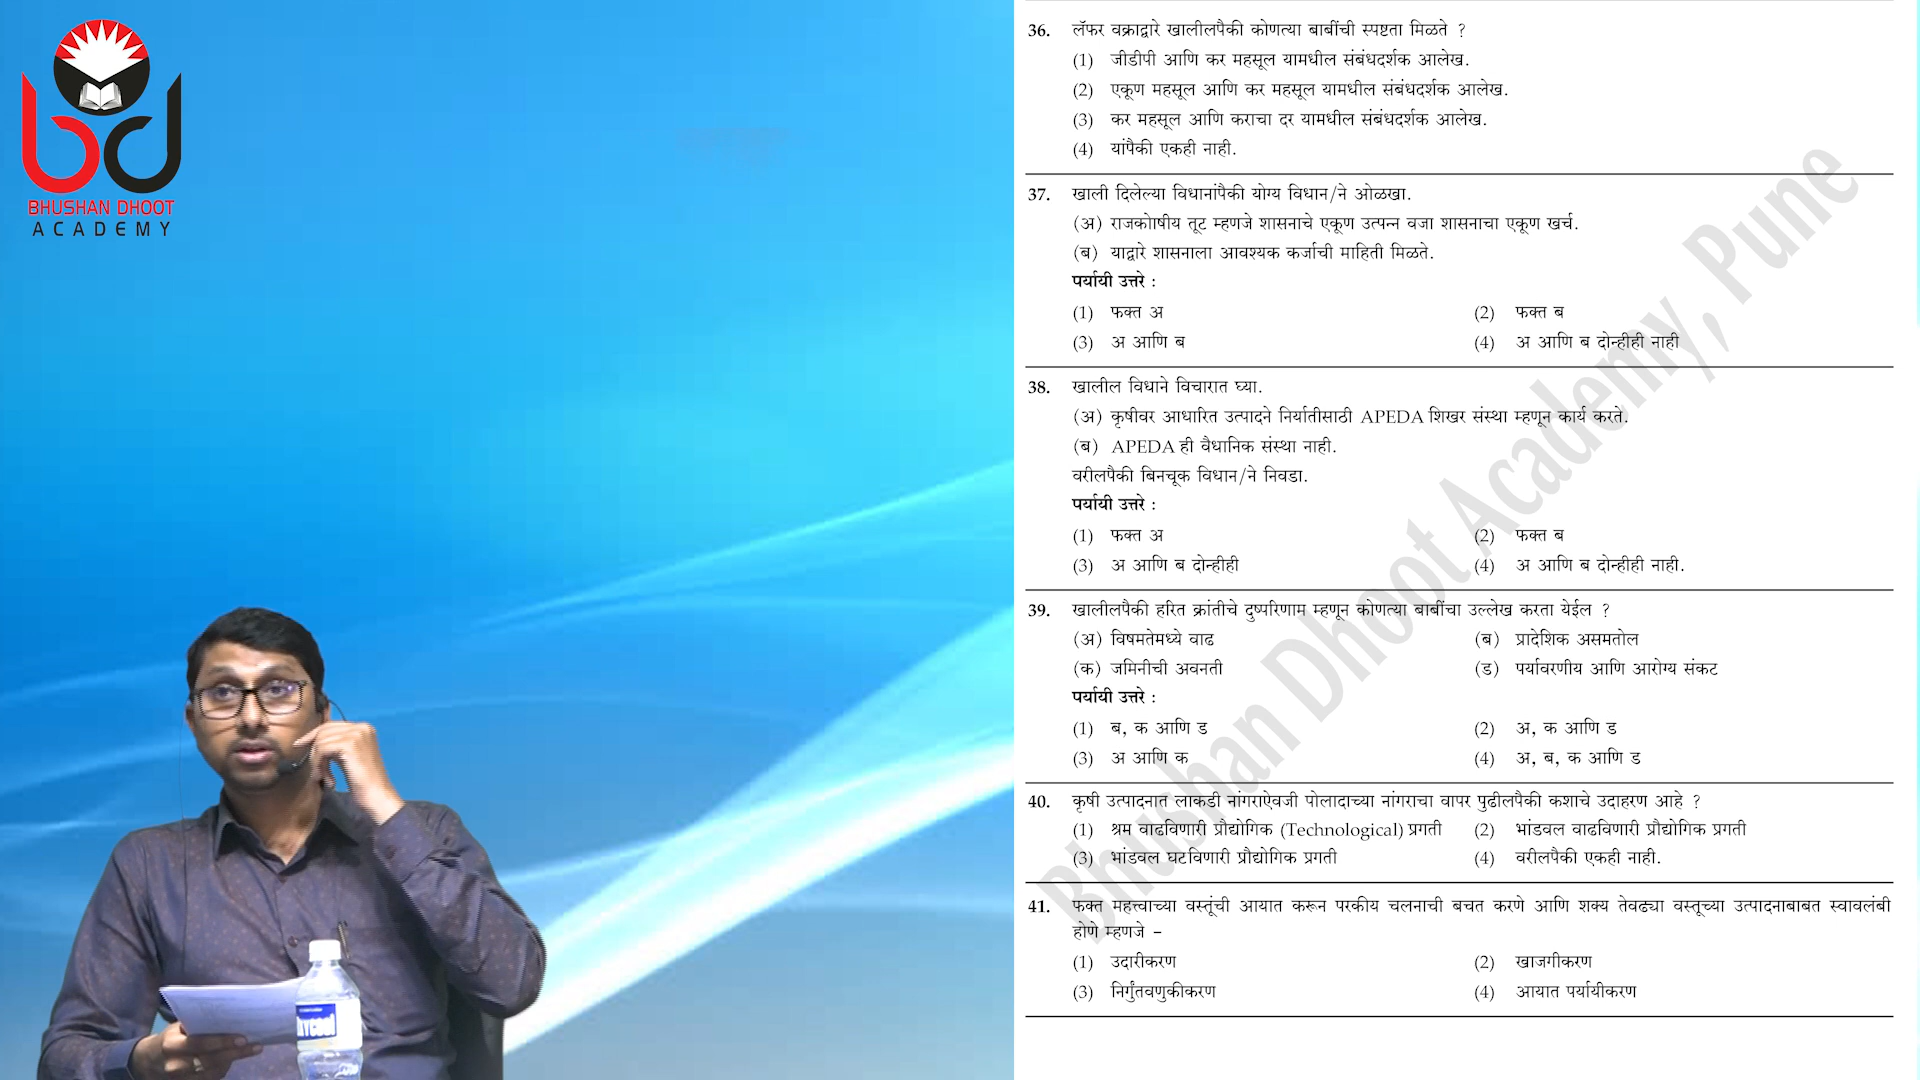 BHUSHAN DHOOT
ACADEMY
36. लॅफर वक्राद्वारे खालीलपैकी कोणत्या बाबींची स्पष्टता मिळते ?
(1) जीडीपी आणि कर महसूल यामधील संबंधदर्शक आलेख.
(2) एकूण महसूल आणि कर महसूल यामधील संबंधदर्शक आलेख.
(3) कर महसूल आणि कराचा दर यामधील संबंधदर्शक आलेख.
(4) यांपैकी एकही नाही.
37. खाली दिलेल्या विधानांपैकी योग्य विधान/ने ओळखा.
(अ) राजकोाषीय तूट म्हणजे शासनाचे एकूण उत्पन्न वजा शासनाचा एकूण खर्च.
(ब) याद्वारे शासनाला आवश्यक कर्जाची माहिती मिळते.
पर्यायी उत्तरे :
(1) फक्त अ (2) फक्त ब
(3) अ आणि ब (4) अ आणि ब दोन्हीही नाही
38. खालील विधाने विचारात घ्या.
(अ) कृषीवर आधारित उत्पादने निर्यातीसाठी APEDA शिखर संस्था म्हणून कार्य करते.
(ब) APEDA ही वैधानिक संस्था नाही.
वरीलपैकी बिनचूक विधान/ने निवडा.
पर्यायी उत्तरे :
(1) फक्त अ (2) फक्त ब
(3) अ आणि ब दोन्हीही (4) अ आणि ब दोन्हीही नाही.
39. खालीलपैकी हरित क्रांतीचे दुष्परिणाम म्हणून कोणत्या बाबींचा उल्लेख करता येईल ?
(अ) विषमतेमध्ये वाढ (ब) प्रादेशिक असमतोल
(क) जमिनीची अवनती (ड) पर्यावरणीय आणि आरोग्य संकट
पर्यायी उत्तरे :
(1) ब, क आणि ड (2) अ, क आणि ड
(3) अ आणि क (4) अ, ब, क आणि ड
40. कृषी उत्पादनात लाकडी नांगराऐवजी पोलादाच्या नांगराचा वापर पुढीलपैकी कशाचे उदाहरण आहे ?
(1) श्रम वाढविणारी प्रौद्योगिक (Technological) प्रगती (2) भांडवल वाढविणारी प्रौद्योगिक प्रगती
(3) भांडवल घटविणारी प्रौद्योगिक प्रगती (4) वरीलपैकी एकही नाही.
41. फक्त महत्त्वाच्या वस्तूंची आयात करून परकीय चलनाची बचत करणे आणि शक्य तेवढ्या वस्तूच्या उत्पादनाबाबत स्वावलंबी
होणे म्हणजे –
(1) उदारीकरण (2) खाजगीकरण
(3) निर्गुंतवणुकीकरण (4) आयात पर्यायीकरण
Bhushan Dhoot Academy, Pune